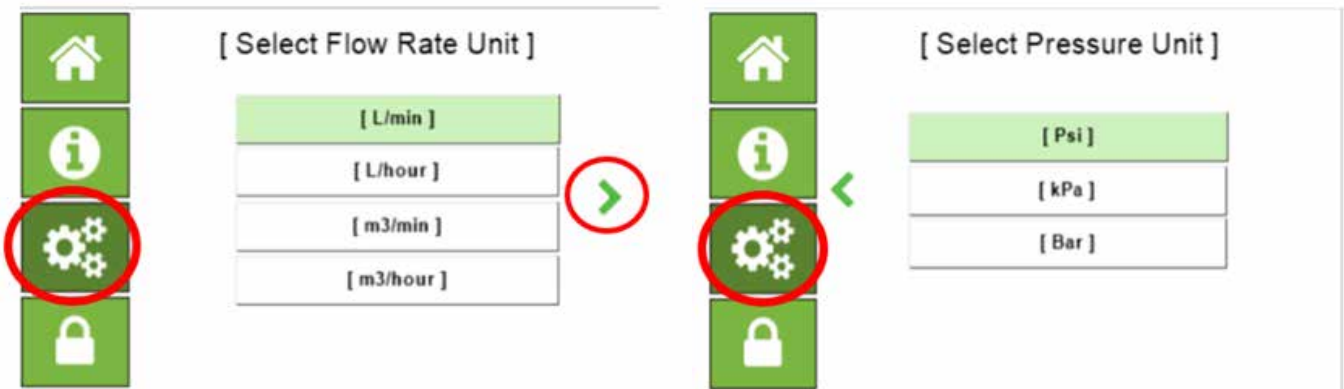 [ Select Flow Rate Unit ]
[ L/min ]
[ L/hour ]
[ m3/min ]
[ m3/hour ]
[ Select Pressure Unit ]
[ Psi ]
[ kPa ]
[ Bar ]